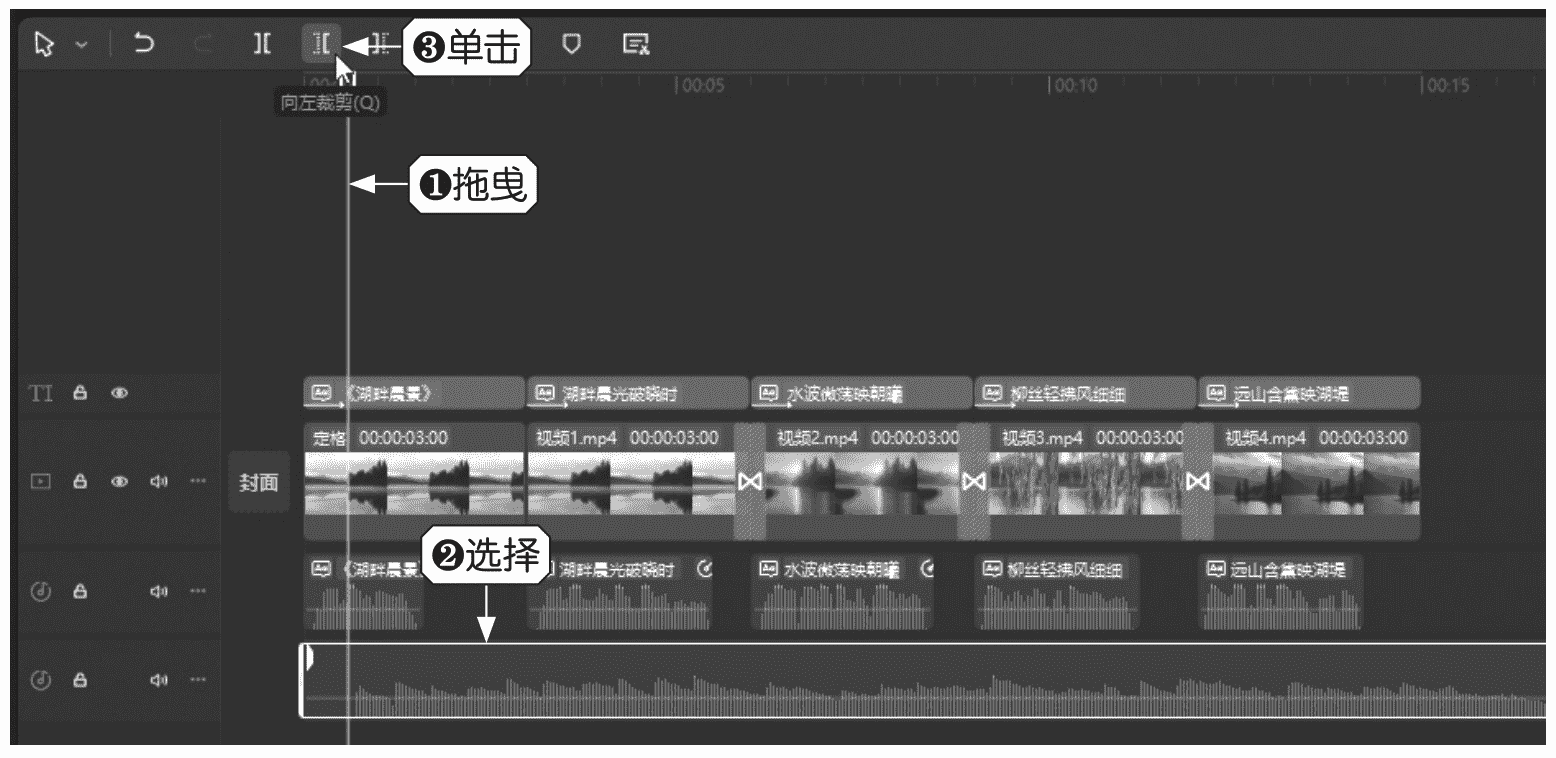 ❸单击
00:05
00:10
00:15
向左裁剪(Q)
❶拖曳
TI
《湖畔晨景》
湖畔晨光破晓时
水波微荡映朝曦
柳丝轻拂风细细
远山含黛映湖堤
定格 00:00:03:00
视频1.mp4 00:00:03:00
视频2.mp4 00:00:03:00
视频3.mp4 00:00:03:00
视频4.mp4 00:00:03:00
封面
❷选择
《湖畔晨景
湖畔晨光破晓时
水波微荡映朝曦
柳丝轻拂风细细
远山含黛映湖堤